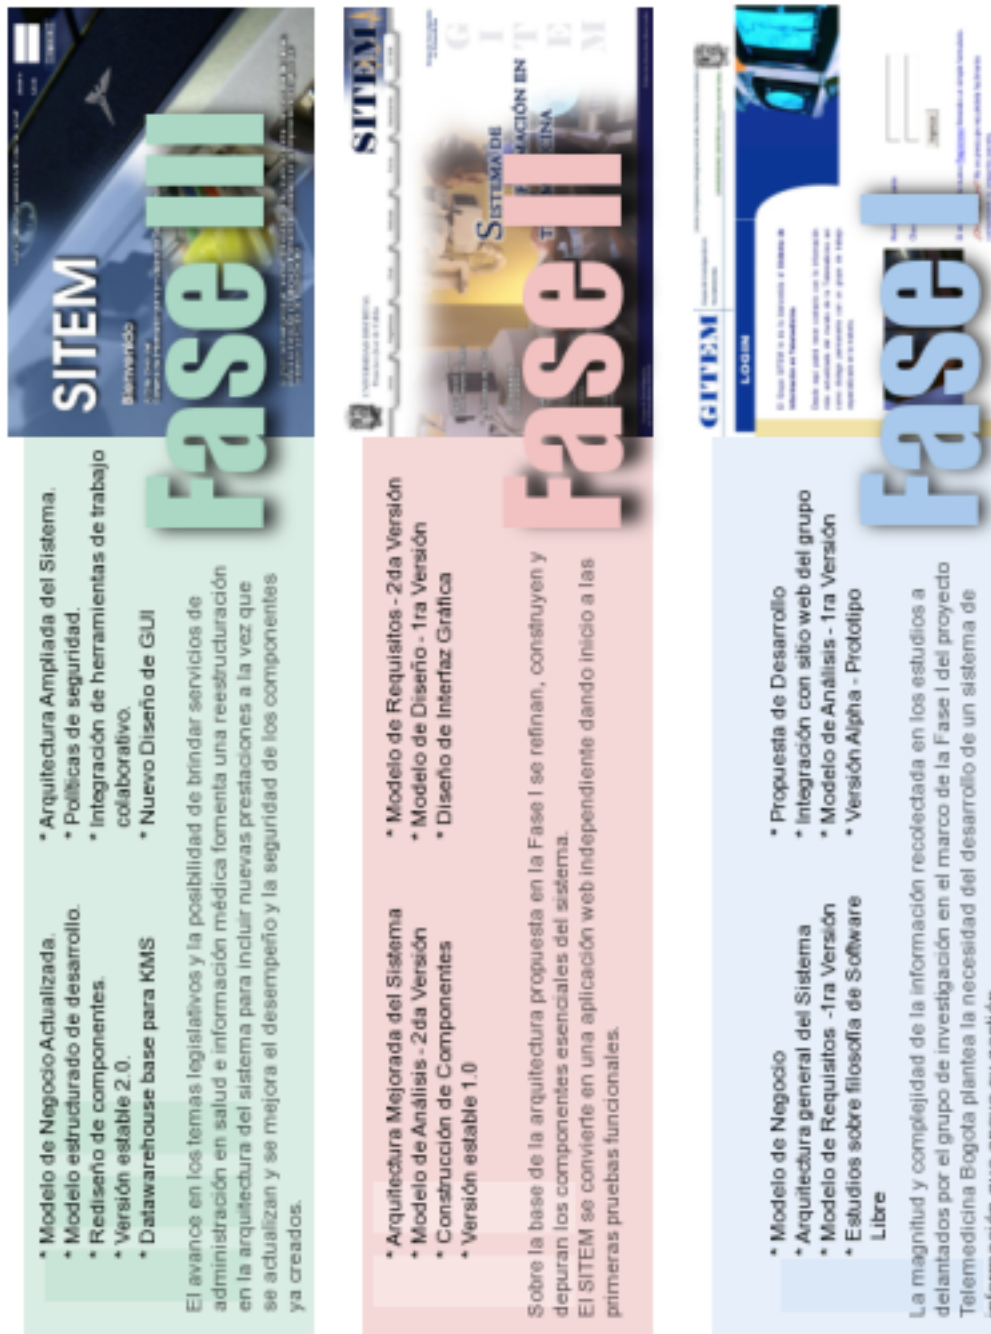 SITEM
Bienvenido
Fase III
* Modelo de NegocioActualizada.
* Modelo estructurado de desarrollo.
* Rediseño de componentes.
* Versión estable 2.0.
* Datawarehouse base para KMS
* Arquitectura Ampliada del Sistema.
* Políticas de seguridad.
* Integración de herramientas de trabajo
colaborativo.
* Nuevo Diseño de GUI
El avance en los temas legislativos y la posibilidad de brindar servicios de
administración en salud e información médica fomenta una reestructuración
en la arquitectura del sistema para incluir nuevas prestaciones a la vez que
se actualizan y se mejora el desempeño y la seguridad de los componentes
ya creados.
SITEM
SISTEMA DE
MACIÓN EN
CINA
G I T E M
Fase II
* Arquitectura Mejorada del Sistema
* Modelo de Análisis - 2da Versión
* Construcción de Componentes
* Versión estable 1.0
* Modelo de Requisitos - 2da Versión
* Modelo de Diseño - 1ra Versión
* Diseño de Interfaz Gráfica
Sobre la base de la arquitectura propuesta en la Fase I se refinan, construyen y
depuran los componentes esenciales del sistema.
El SITEM se convierte en una aplicación web independiente dando inicio a las
primeras pruebas funcionales.
GITEM
LOGIN
Fase I
* Modelo de Negocio
* Arquitectura general del Sistema
* Modelo de Requisitos -1ra Versión
* Estudios sobre filosofía de Software
Libre
* Propuesta de Desarrollo
* Integración con sitio web del grupo
* Modelo de Análisis - 1ra Versión
* Versión Alpha - Prototipo
La magnitud y complejidad de la información recolectada en los estudios a
delantados por el grupo de investigación en el marco de la Fase I del proyecto
Telemedicina Bogota plantea la necesidad del desarrollo de un sistema de